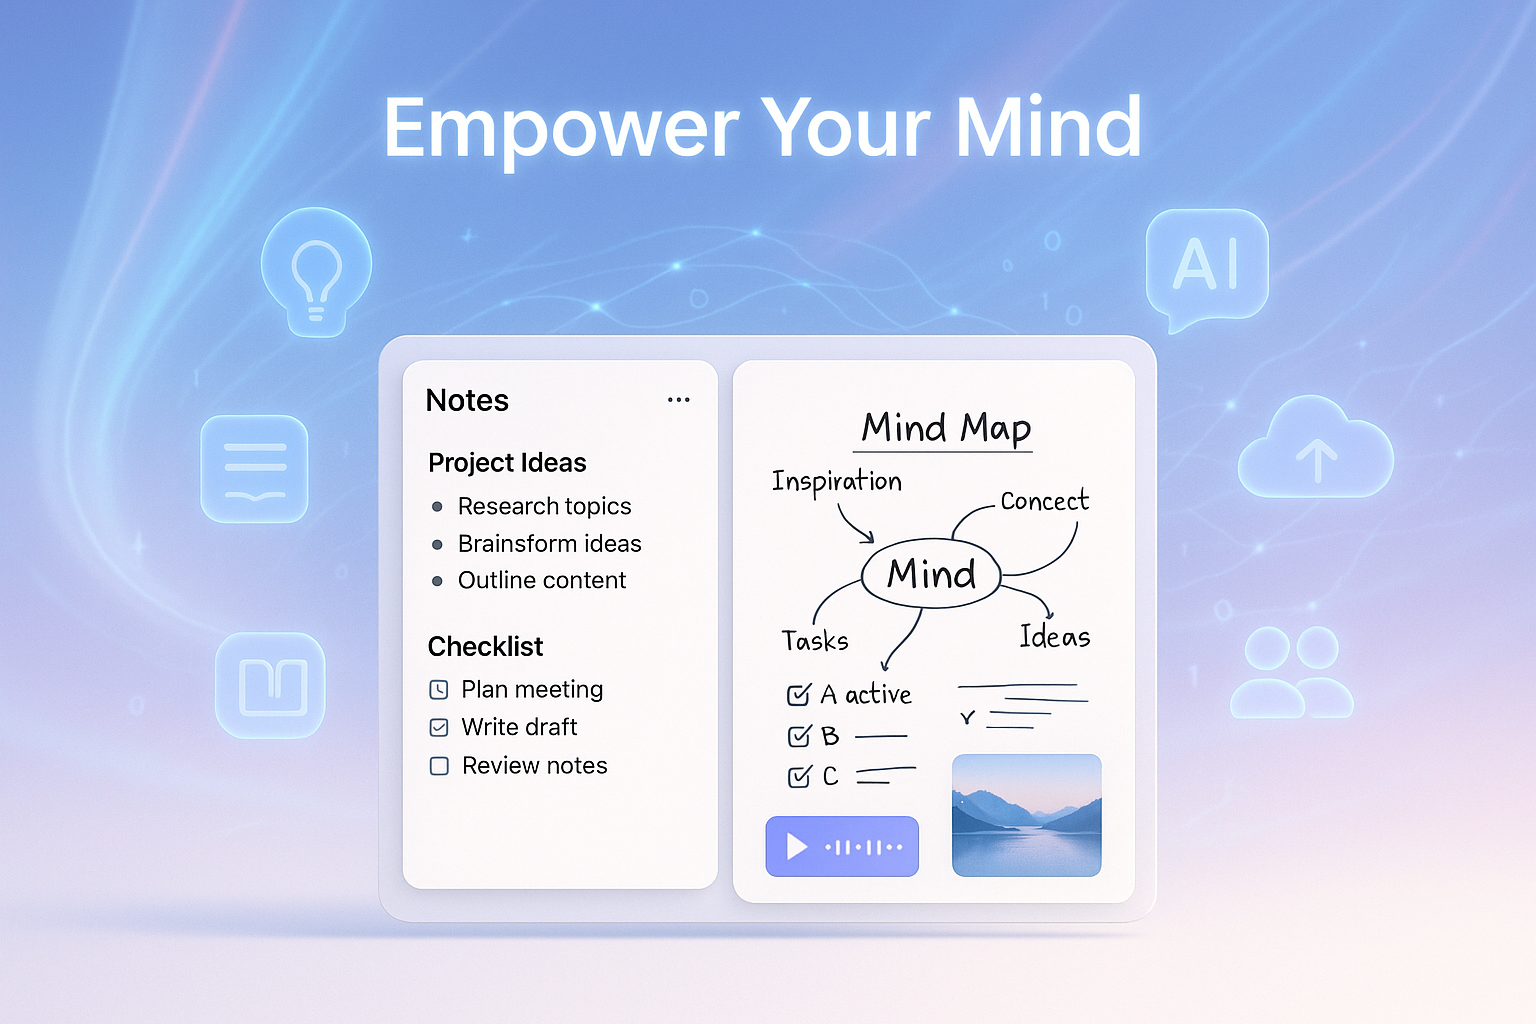 Empower Your Mind
AI
Notes
Project Ideas
Research topics
Brainsform ideas
Outline content
Checklist
Plan meeting
Write draft
Review notes
Mind Map
Inspiration
Concect
Mind
Tasks
Ideas
A active
B
C